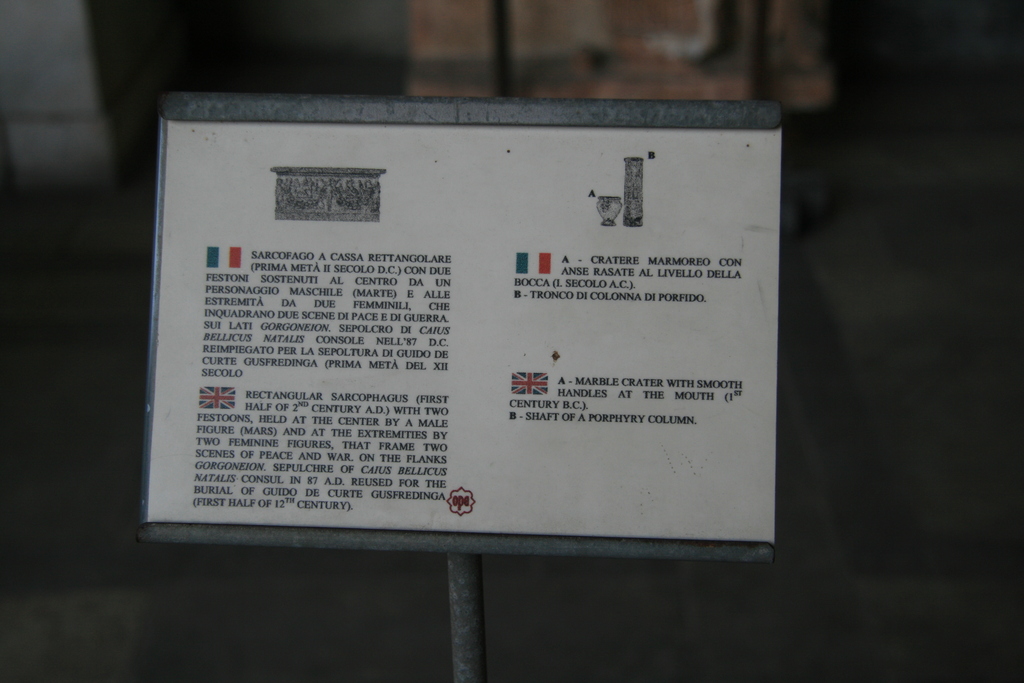 SARCOFAGO A CASSA RETTANGOLARE
(PRIMA METÀ II SECOLO D.C.) CON DUE
FESTONI SOSTENUTI AL CENTRO DA UN
PERSONAGGIO MASCHILE (MARTE) E ALLE
ESTREMITÀ DA DUE FEMMINILI, CHE
INQUADRANO DUE SCENE DI PACE E DI GUERRA.
SUI LATI GORGONEION. SEPOLCRO DI CAIUS
BELLICUS NATALIS CONSOLE NELL'87 D.C.
REIMPIEGATO PER LA SEPOLTURA DI GUIDO DE
CURTE GUSFREDINGA (PRIMA METÀ DEL XII
SECOLO
RECTANGULAR SARCOPHAGUS (FIRST
HALF OF 2ND CENTURY A.D.) WITH TWO
FESTOONS, HELD AT THE CENTER BY A MALE
FIGURE (MARS) AND AT THE EXTREMITIES BY
TWO FEMININE FIGURES, THAT FRAME TWO
SCENES OF PEACE AND WAR. ON THE FLANKS
GORGONEION. SEPULCHRE OF CAIUS BELLICUS
NATALIS CONSUL IN 87 A.D. REUSED FOR THE
BURIAL OF GUIDO DE CURTE GUSFREDINGA
(FIRST HALF OF 12TH CENTURY).
opa
B
A
A - CRATERE MARMOREO CON
ANSE RASATE AL LIVELLO DELLA
BOCCA (I. SECOLO A.C.).
B - TRONCO DI COLONNA DI PORFIDO.
A - MARBLE CRATER WITH SMOOTH
HANDLES AT THE MOUTH (1ST
CENTURY B.C.).
B - SHAFT OF A PORPHYRY COLUMN.